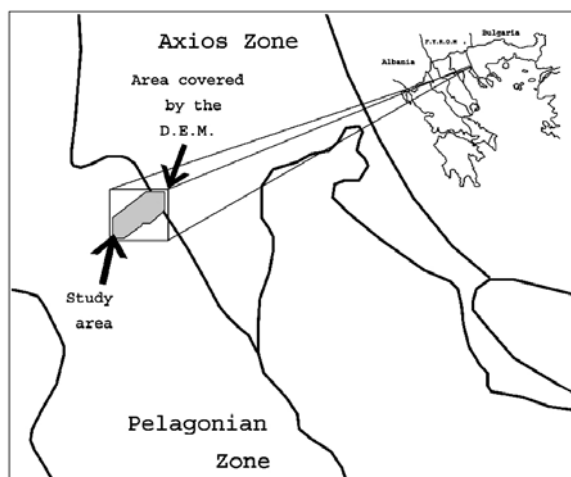 Axios Zone
Area covered
by the
D.E.M.
F.Y.R.O.M.
Bulgaria
Albania
Study
area
Pelagonian
Zone